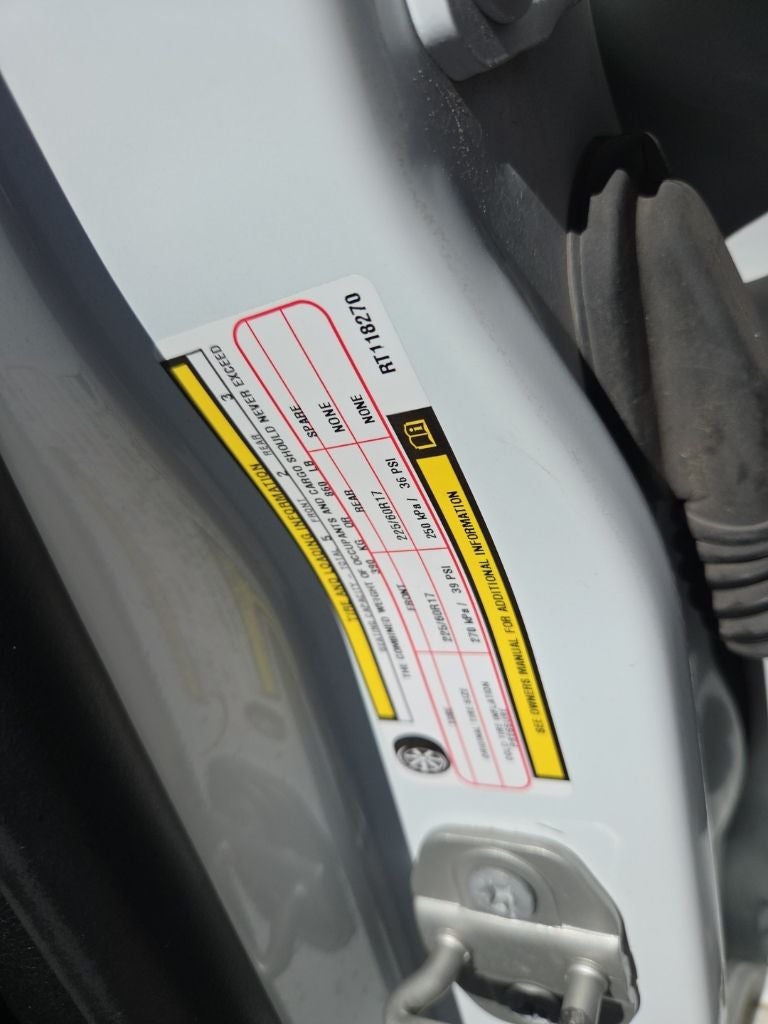 TIRE AND LOADING INFORMATION
SEATING CAPACITY - TOTAL 5 FRONT 2 REAR 3
THE COMBINED WEIGHT OF OCCUPANTS AND CARGO SHOULD NEVER EXCEED
390 KG OR 860 LB
TIRE FRONT REAR SPARE
ORIGINAL TIRE SIZE 225/60R17 225/60R17 NONE
COLD TIRE INFLATION PRESSURE 270 kPa / 39 PSI 250 kPa / 36 PSI NONE
SEE OWNERS MANUAL FOR ADDITIONAL INFORMATION
RT118270